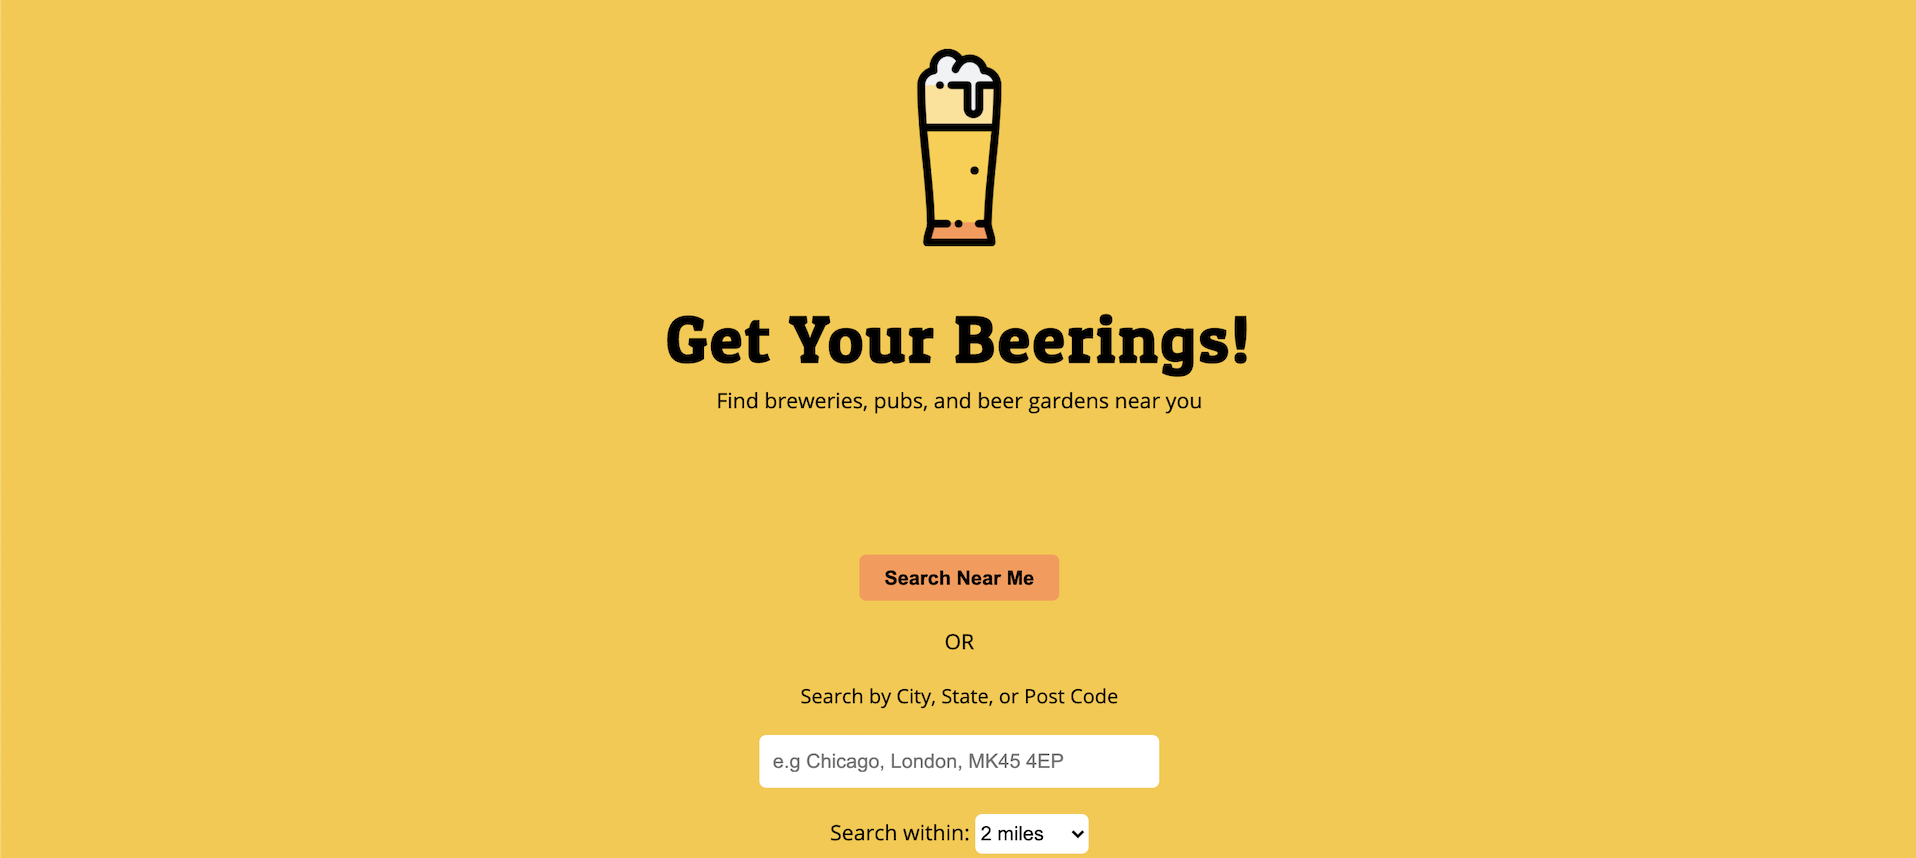 Get Your Beerings!
Find breweries, pubs, and beer gardens near you
Search Near Me
OR
Search by City, State, or Post Code
e.g Chicago, London, MK45 4EP
Search within: 2 miles